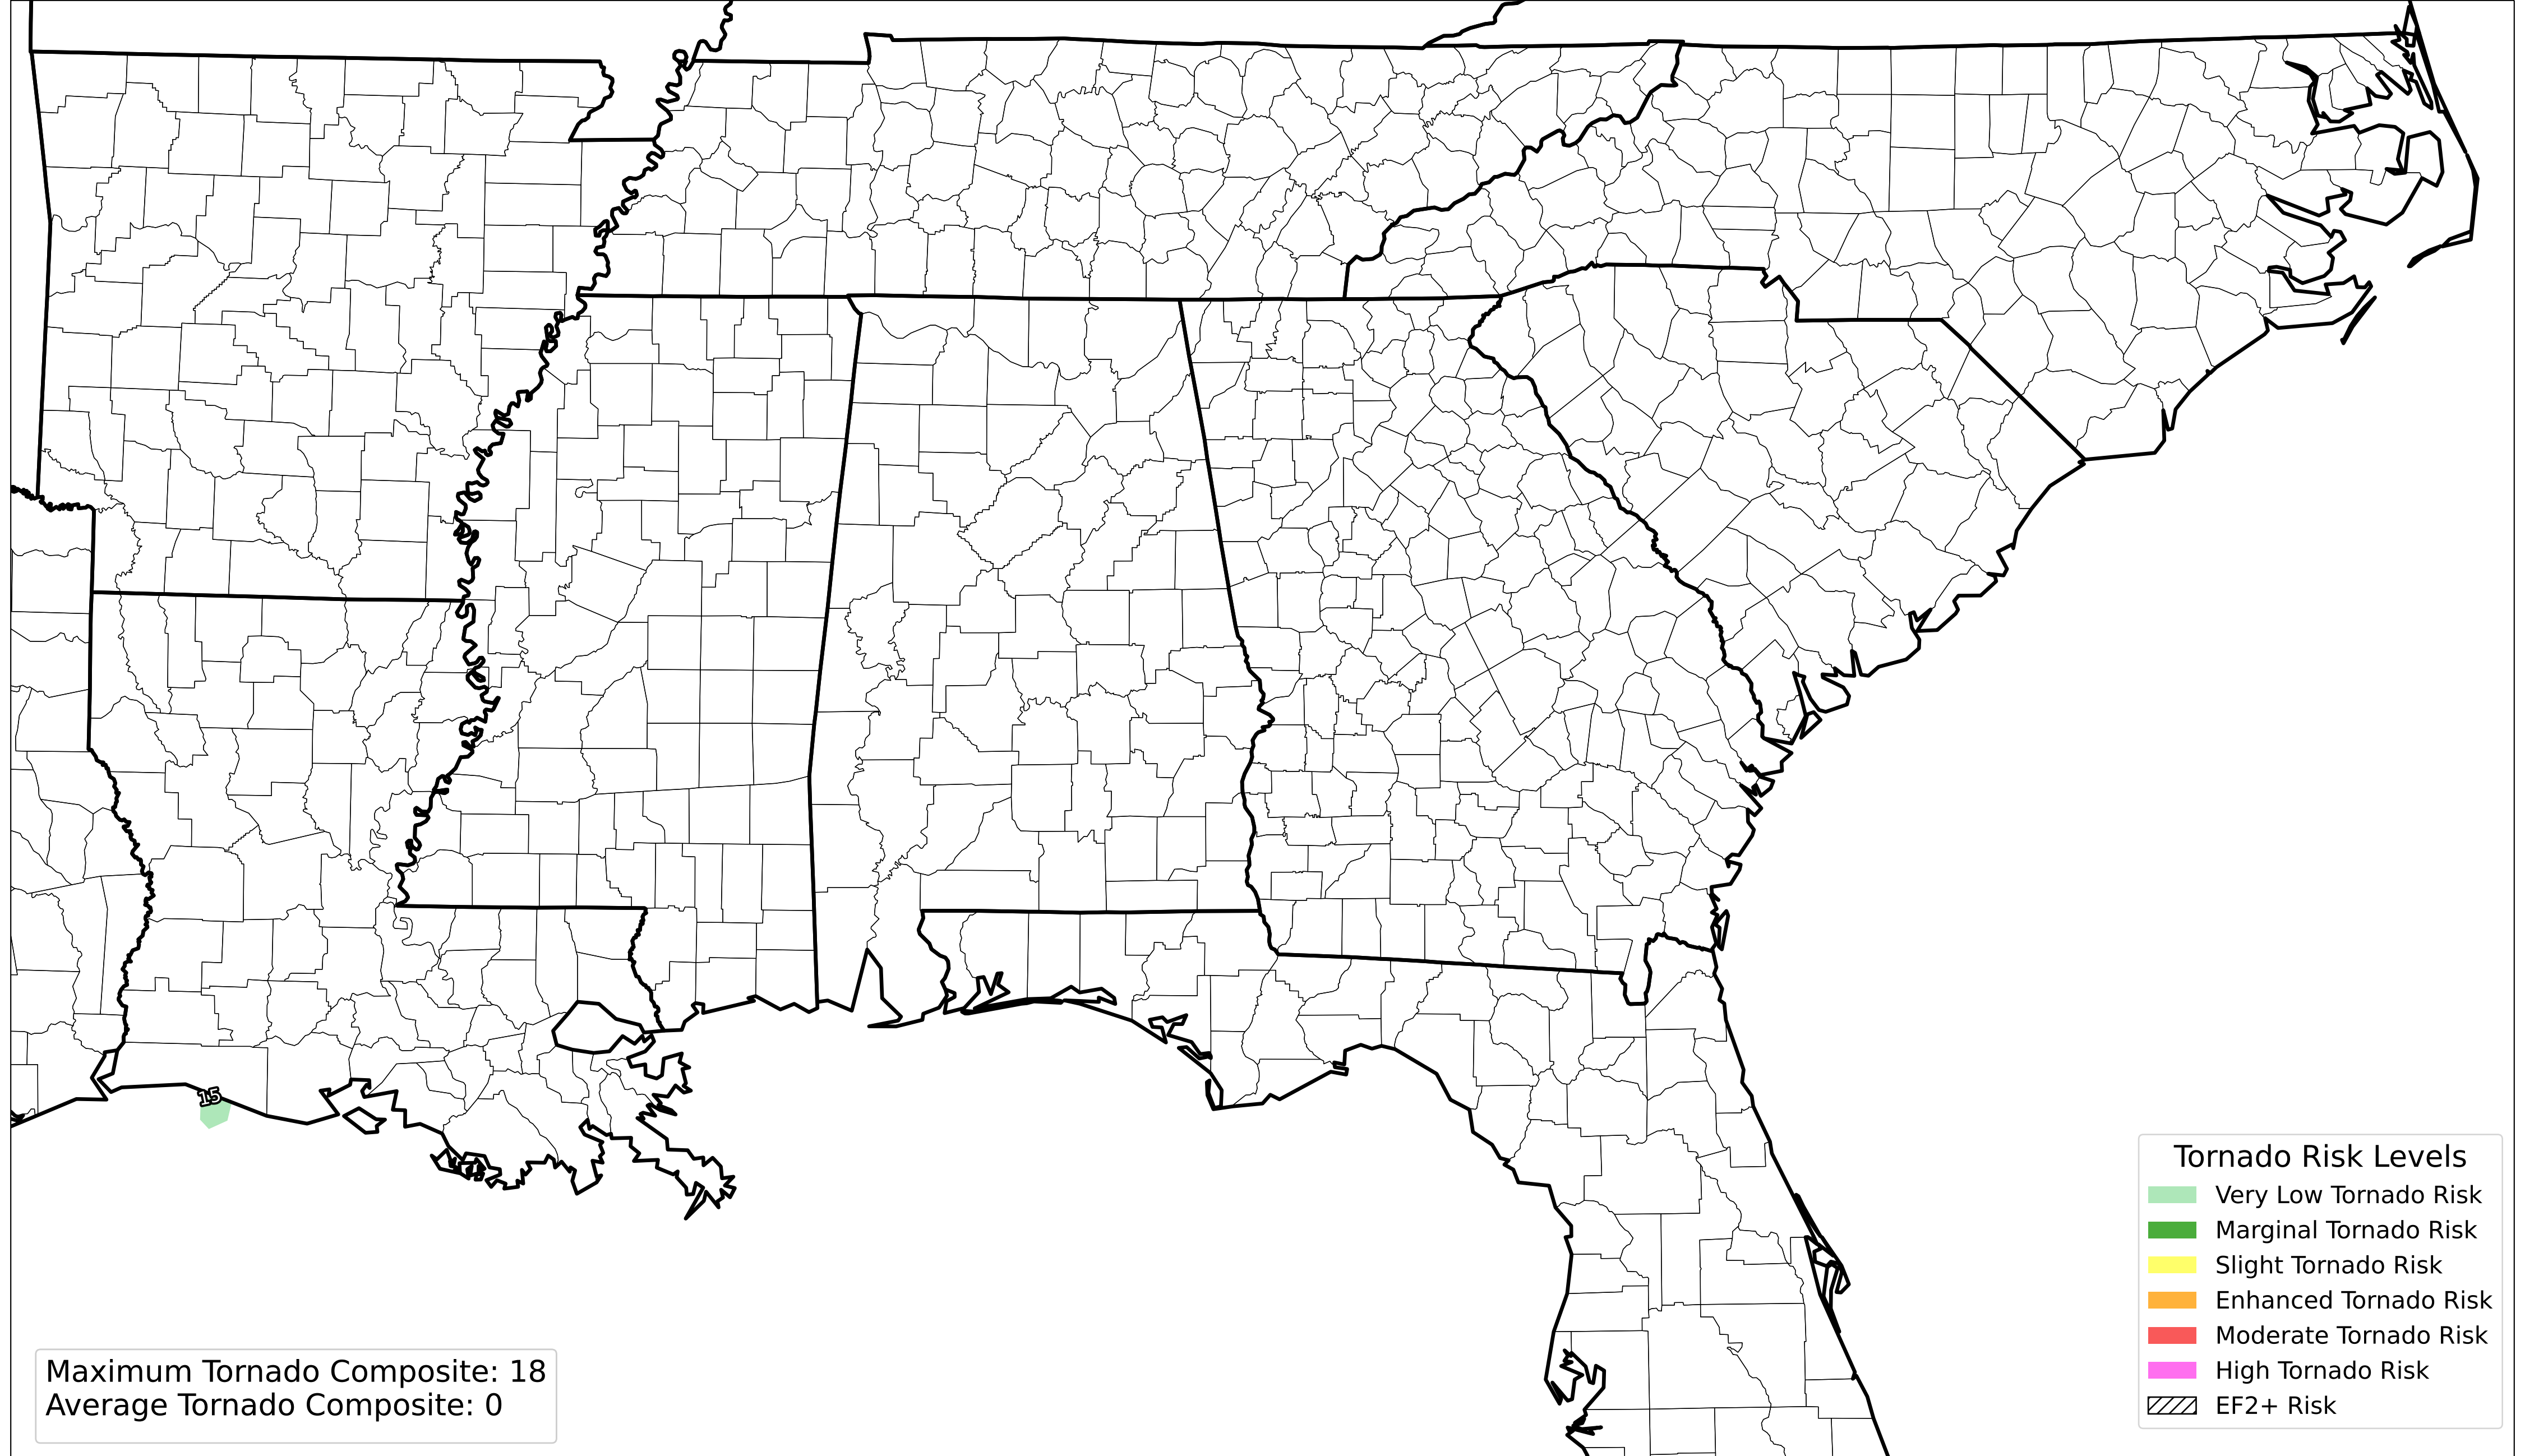 15
Tornado Risk Levels
Very Low Tornado Risk
Marginal Tornado Risk
Slight Tornado Risk
Enhanced Tornado Risk
Moderate Tornado Risk
High Tornado Risk
EF2+ Risk
Maximum Tornado Composite: 18
Average Tornado Composite: 0